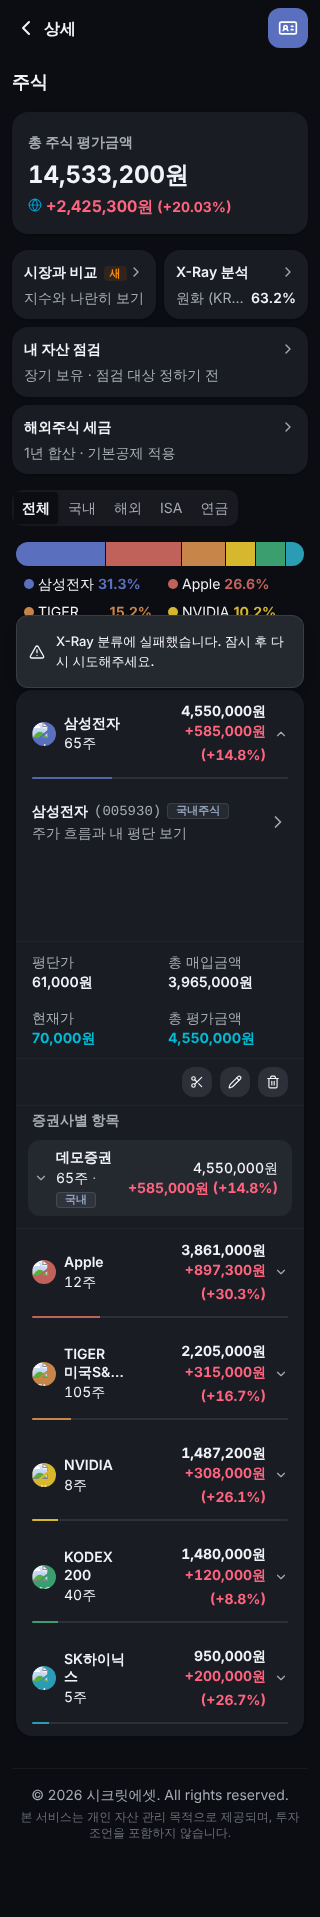 상세
주식
총 주식 평가금액
14,533,200원
+2,425,300원 (+20.03%)
시장과 비교 새
지수와 나란히 보기
X-Ray 분석
원화 (KR... 63.2%
내 자산 점검
장기 보유 · 점검 대상 정하기 전
해외주식 세금
1년 합산 · 기본공제 적용
전체 국내 해외 ISA 연금
삼성전자 31.3% Apple 26.6%
TIGER 15.2% NVIDIA 10.2%
X-Ray 분류에 실패했습니다. 잠시 후 다
시 시도해주세요.
삼성전자
65주
4,550,000원
+585,000원
(+14.8%)
삼성전자 (005930) 국내주식
주가 흐름과 내 평단 보기
평단가
61,000원
총 매입금액
3,965,000원
현재가
70,000원
총 평가금액
4,550,000원
증권사별 항목
데모증권
65주 ·
국내
4,550,000원
+585,000원 (+14.8%)
Apple
12주
3,861,000원
+897,300원
(+30.3%)
TIGER
미국S&...
105주
2,205,000원
+315,000원
(+16.7%)
NVIDIA
8주
1,487,200원
+308,000원
(+26.1%)
KODEX
200
40주
1,480,000원
+120,000원
(+8.8%)
SK하이닉
스
5주
950,000원
+200,000원
(+26.7%)
© 2026 시크릿에셋. All rights reserved.
본 서비스는 개인 자산 관리 목적으로 제공되며, 투자
조언을 포함하지 않습니다.